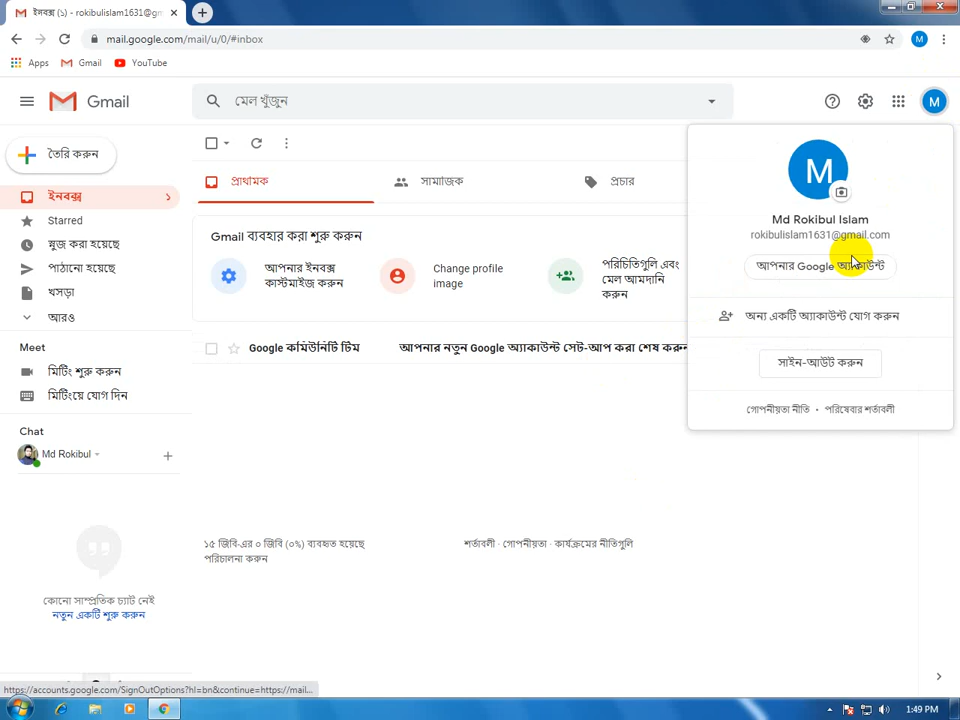 ইনবক্স (১) - rokibulislam1631@gm
mail.google.com/mail/u/0/#inbox
M
Apps
Gmail
YouTube
Gmail
মেল খুঁজুন
M
তৈরি করুন
ইনবক্স
Starred
স্নুজ করা হয়েছে
পাঠানো হয়েছে
খসড়া
আরও
Meet
মিটিং শুরু করুন
মিটিংয়ে যোগ দিন
Chat
Md Rokibul
কোনো সাম্প্রতিক চ্যাট নেই
নতুন একটি শুরু করুন
প্রাথমিক
সামাজিক
প্রচার
Gmail ব্যবহার করা শুরু করুন
আপনার ইনবক্স
কাস্টমাইজ করুন
Change profile
image
পরিচিতিগুলি এবং
মেল আমদানি
করুন
Google কমিউনিটি টিম
আপনার নতুন Google অ্যাকাউন্ট সেট-আপ করা শেষ করুন
১৫ জিবি-এর ০ জিবি (০%) ব্যবহৃত হয়েছে
পরিচালনা করুন
শর্তাবলী · গোপনীয়তা · কার্যক্রমের নীতিগুলি
M
Md Rokibul Islam
rokibulislam1631@gmail.com
আপনার Google অ্যাকাউন্ট
অন্য একটি অ্যাকাউন্ট যোগ করুন
সাইন-আউট করুন
গোপনীয়তা নীতি • পরিষেবার শর্তাবলী
https://accounts.google.com/SignOutOptions?hl=bn&continue=https://mail...
1:49 PM